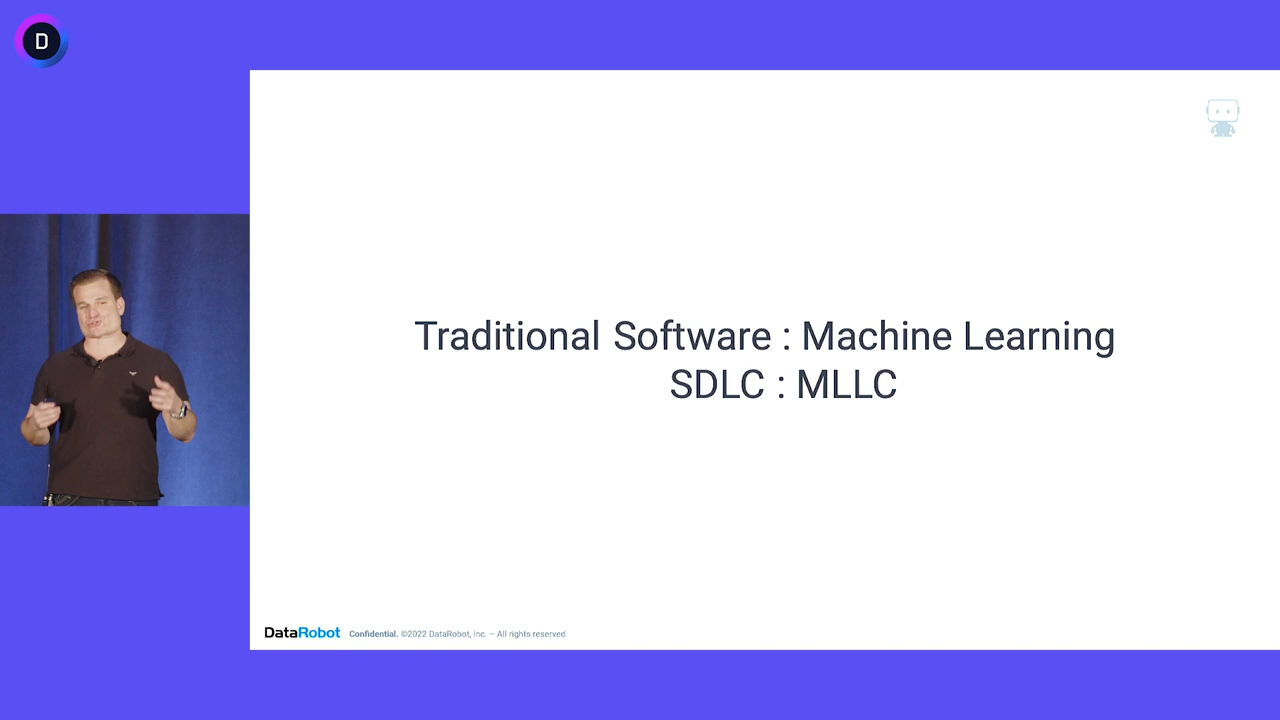 D
Traditional Software : Machine Learning
SDLC : MLLC
DataRobot Confidential. ©2022 DataRobot, Inc. – All rights reserved